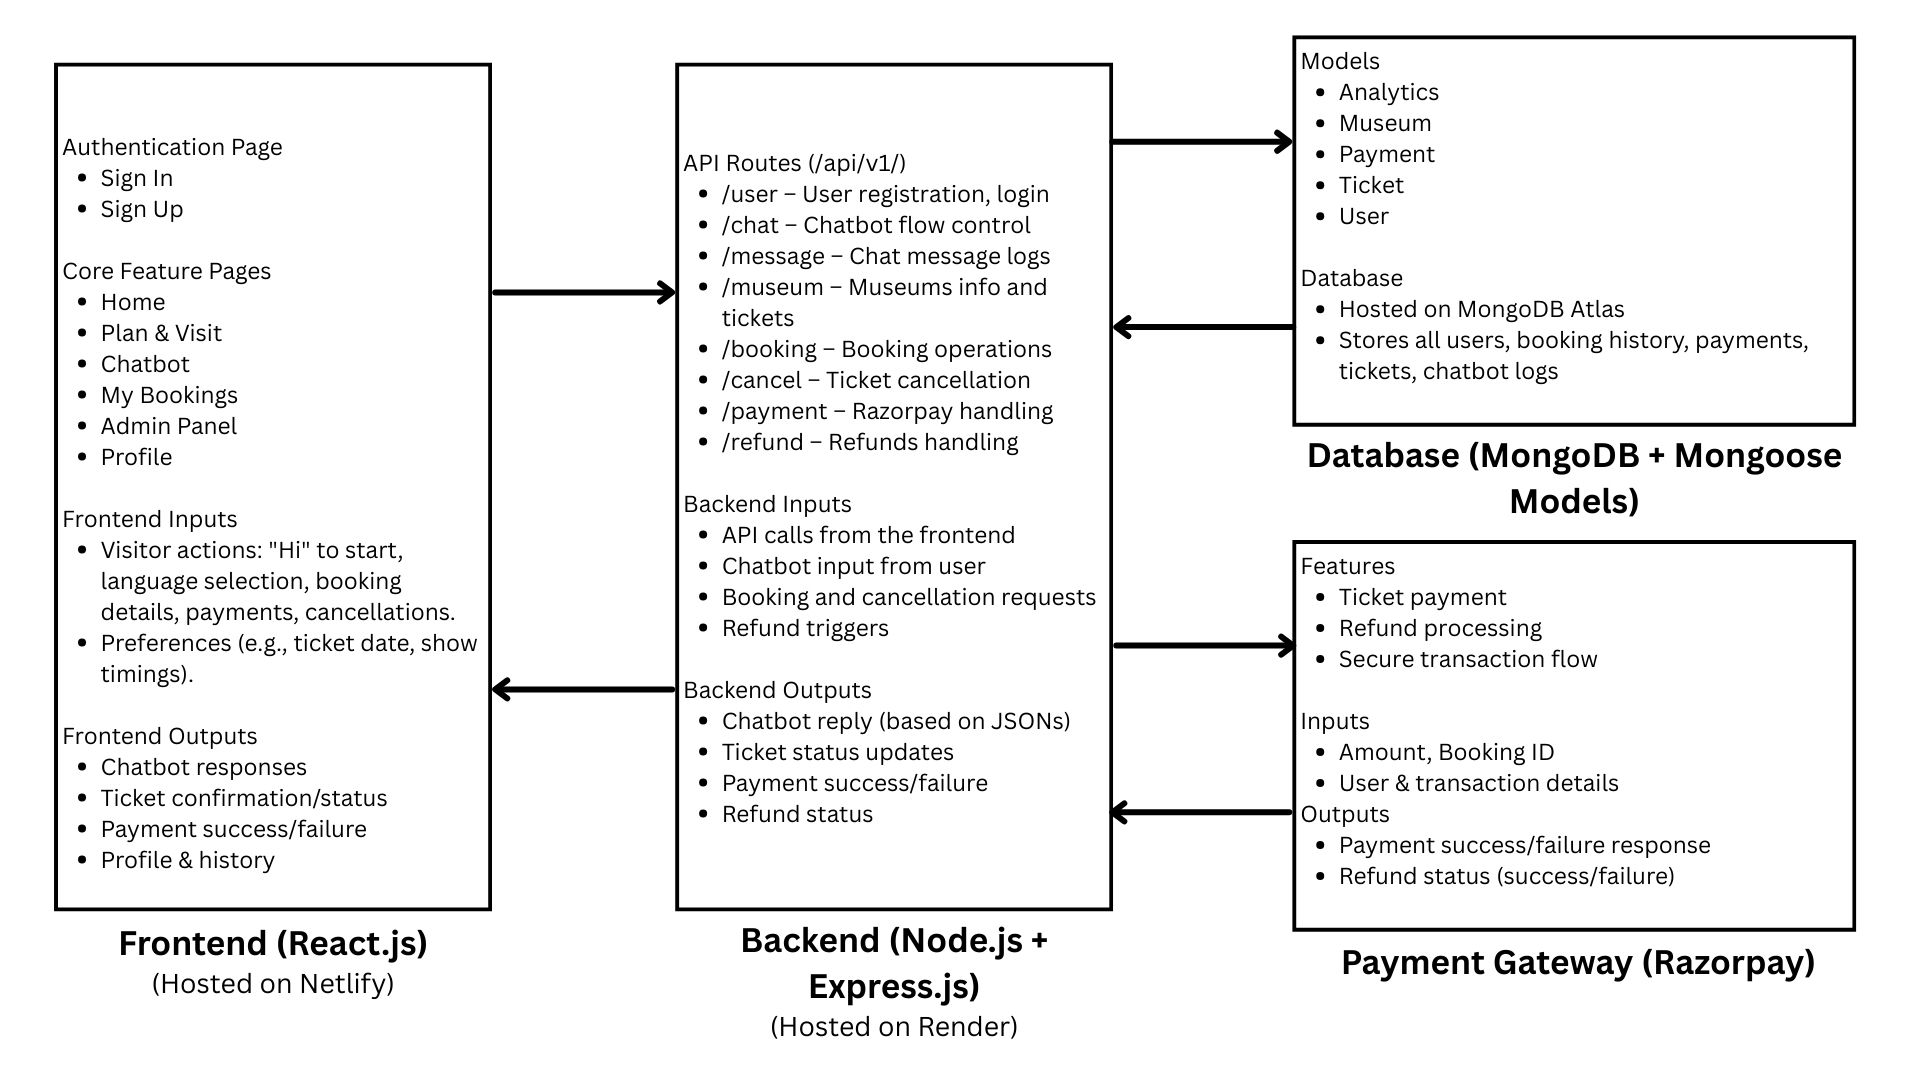 Authentication Page
• Sign In
• Sign Up
Core Feature Pages
• Home
• Plan & Visit
• Chatbot
• My Bookings
• Admin Panel
• Profile
Frontend Inputs
• Visitor actions: "Hi" to start,
language selection, booking
details, payments, cancellations.
• Preferences (e.g., ticket date, show
timings).
Frontend Outputs
• Chatbot responses
• Ticket confirmation/status
• Payment success/failure
• Profile & history
Frontend (React.js)
(Hosted on Netlify)
API Routes (/api/v1/)
• /user – User registration, login
• /chat – Chatbot flow control
• /message – Chat message logs
• /museum – Museums info and
tickets
• /booking – Booking operations
• /cancel – Ticket cancellation
• /payment – Razorpay handling
• /refund – Refunds handling
Backend Inputs
• API calls from the frontend
• Chatbot input from user
• Booking and cancellation requests
• Refund triggers
Backend Outputs
• Chatbot reply (based on JSONs)
• Ticket status updates
• Payment success/failure
• Refund status
Backend (Node.js +
Express.js)
(Hosted on Render)
Models
• Analytics
• Museum
• Payment
• Ticket
• User
Database
• Hosted on MongoDB Atlas
• Stores all users, booking history, payments,
tickets, chatbot logs
Database (MongoDB + Mongoose
Models)
Features
• Ticket payment
• Refund processing
• Secure transaction flow
Inputs
• Amount, Booking ID
• User & transaction details
Outputs
• Payment success/failure response
• Refund status (success/failure)
Payment Gateway (Razorpay)